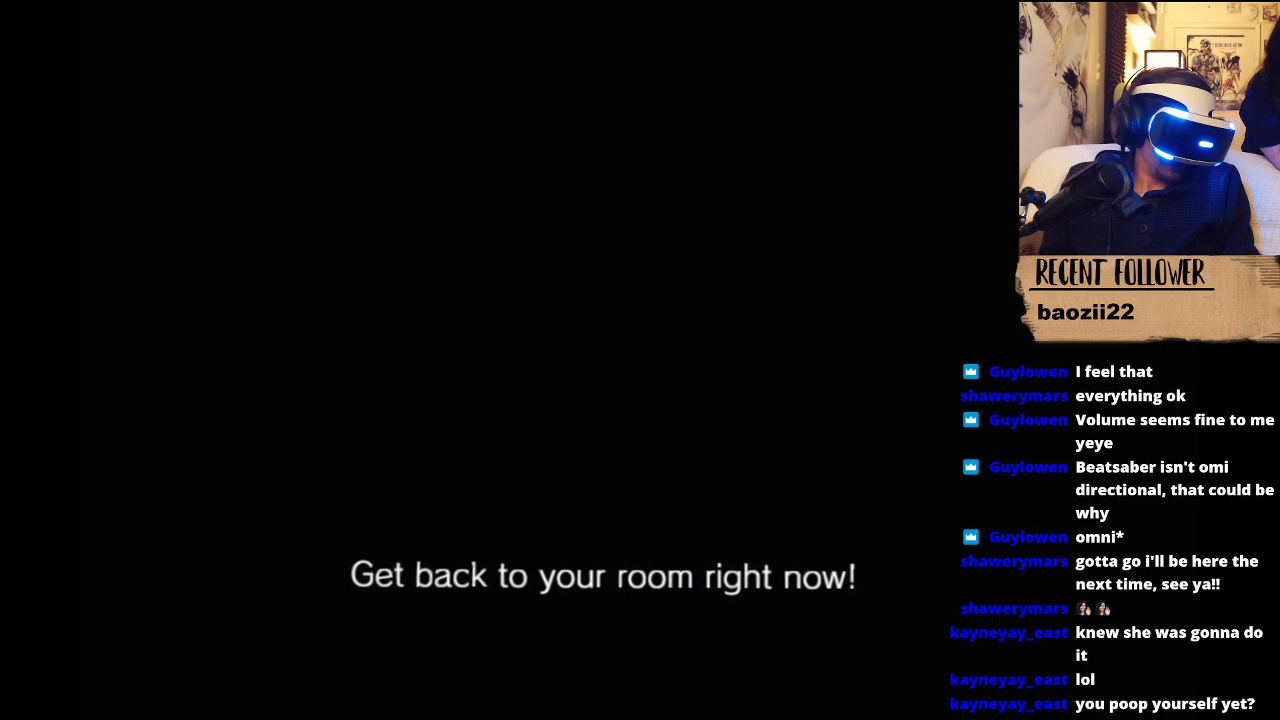 RECENT FOLLOWER
baozii22
Guylowen I feel that
shawerymars everything ok
Guylowen Volume seems fine to me
yeye
Guylowen Beatsaber isn't omi
directional, that could be
why
Guylowen omni*
shawerymars gotta go i'll be here the
next time, see ya!!
shawerymars
kayneyay_east knew she was gonna do
it
kayneyay_east lol
kayneyay_east you poop yourself yet?
Get back to your room right now!